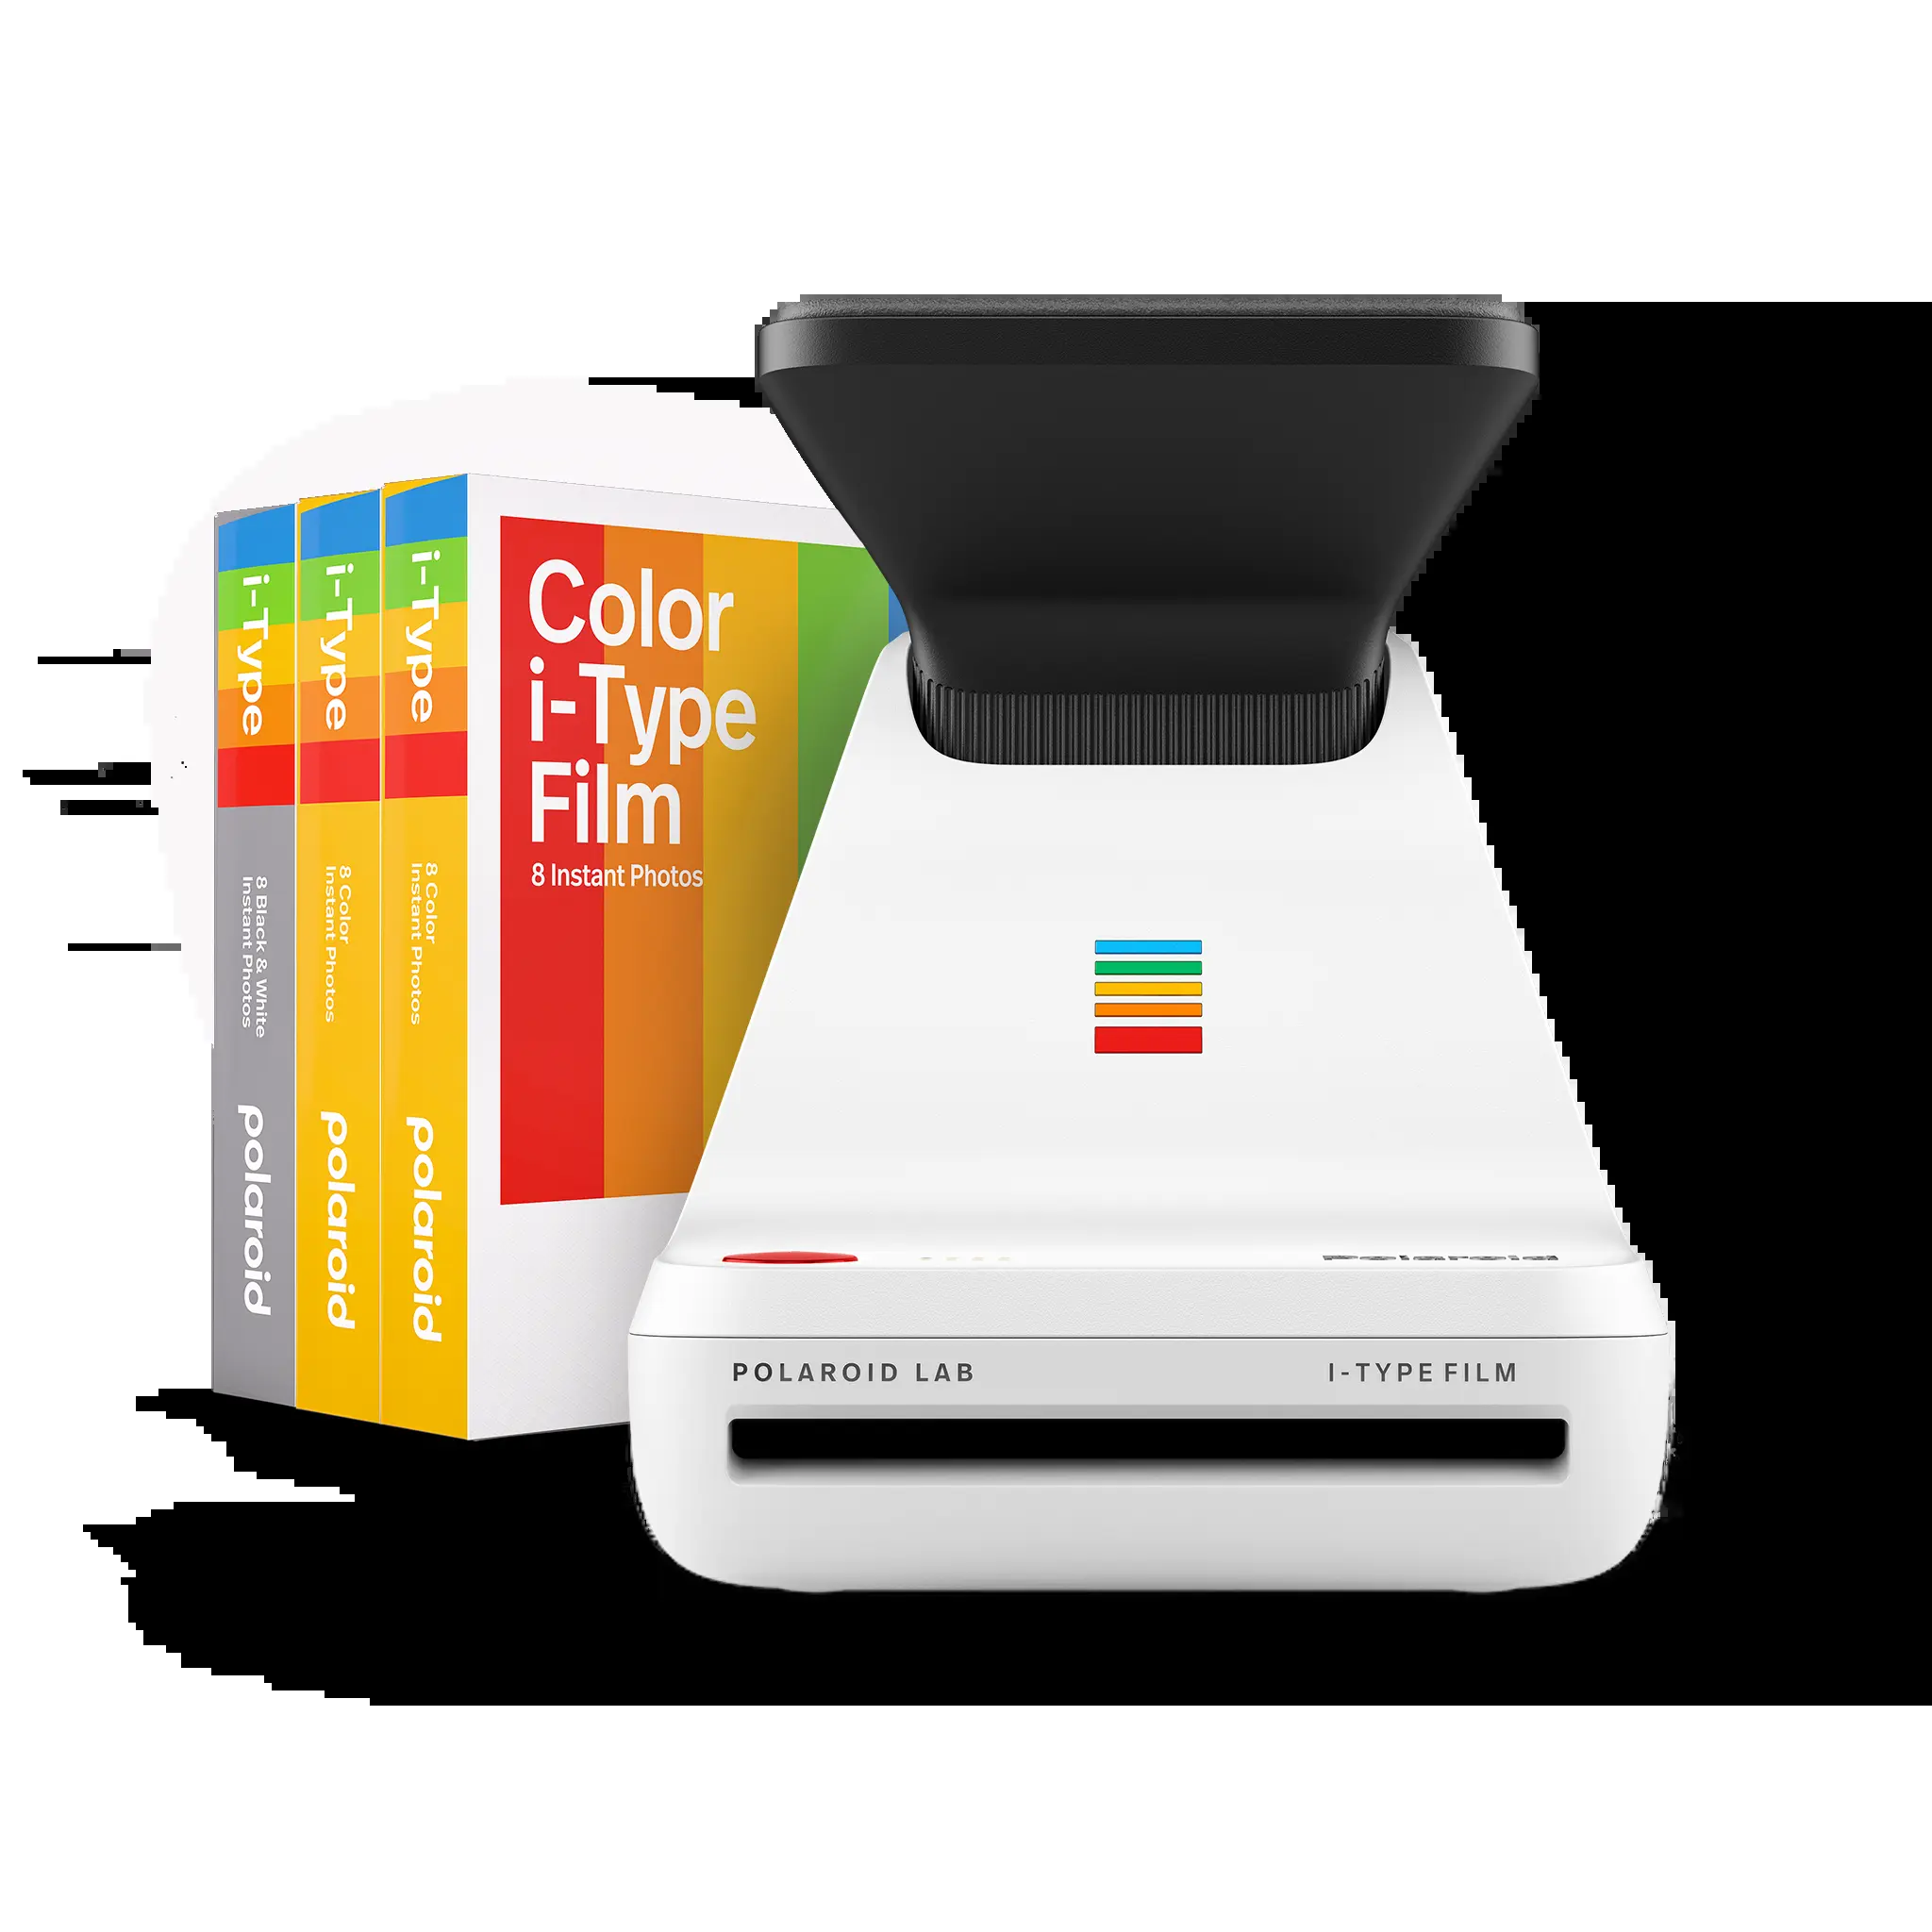 i-Type
8 Black & White
Instant Photos
polaroid
i-Type
8 Color
Instant Photos
polaroid
i-Type
8 Color
Instant Photos
polaroid
Color
i-Type
Film
8 Instant Photos
Polaroid
POLAROID LAB
I-TYPE FILM